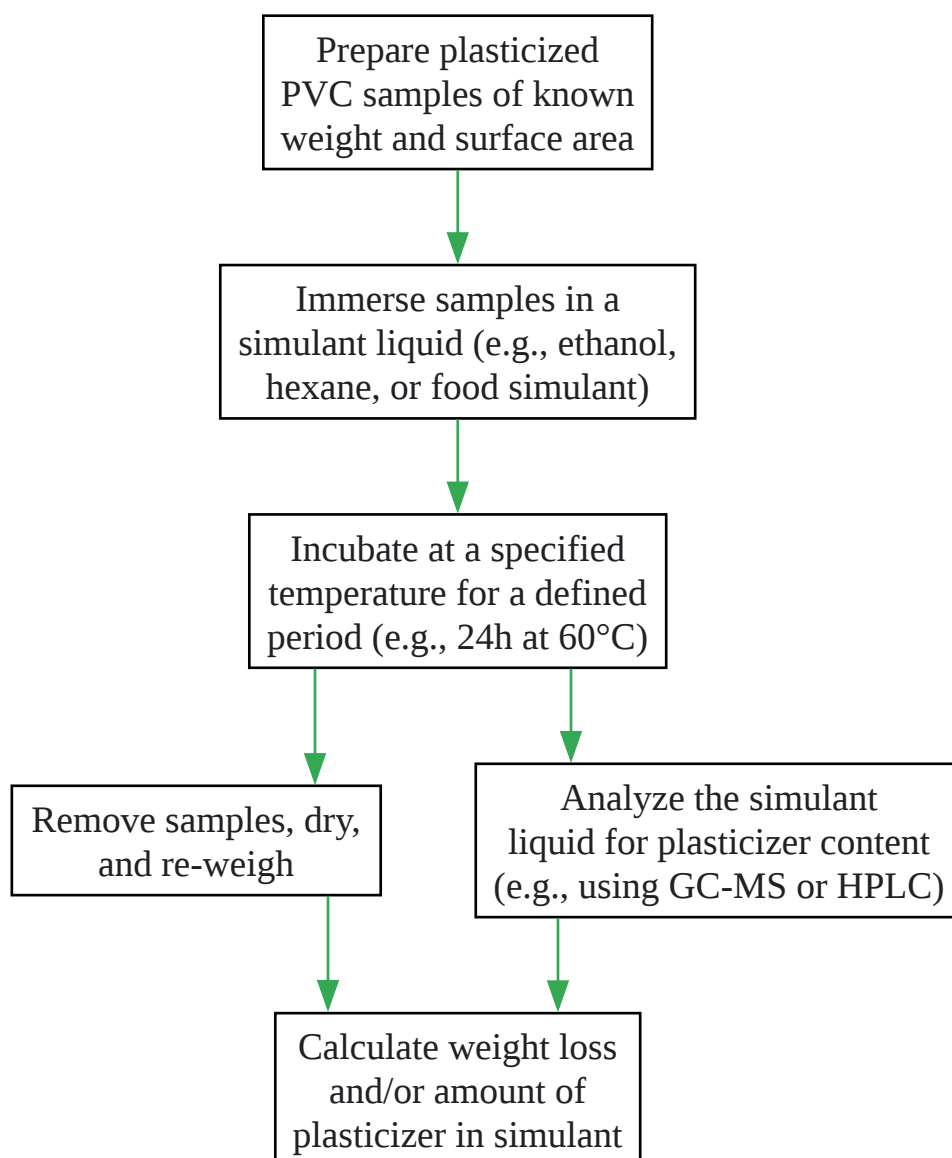 Prepare plasticized
PVC samples of known
weight and surface area
Immerse samples in a
simulant liquid (e.g., ethanol,
hexane, or food simulant)
Incubate at a specified
temperature for a defined
period (e.g., 24h at 60°C)
Remove samples, dry,
and re-weigh
Analyze the simulant
liquid for plasticizer content
(e.g., using GC-MS or HPLC)
Calculate weight loss
and/or amount of
plasticizer in simulant